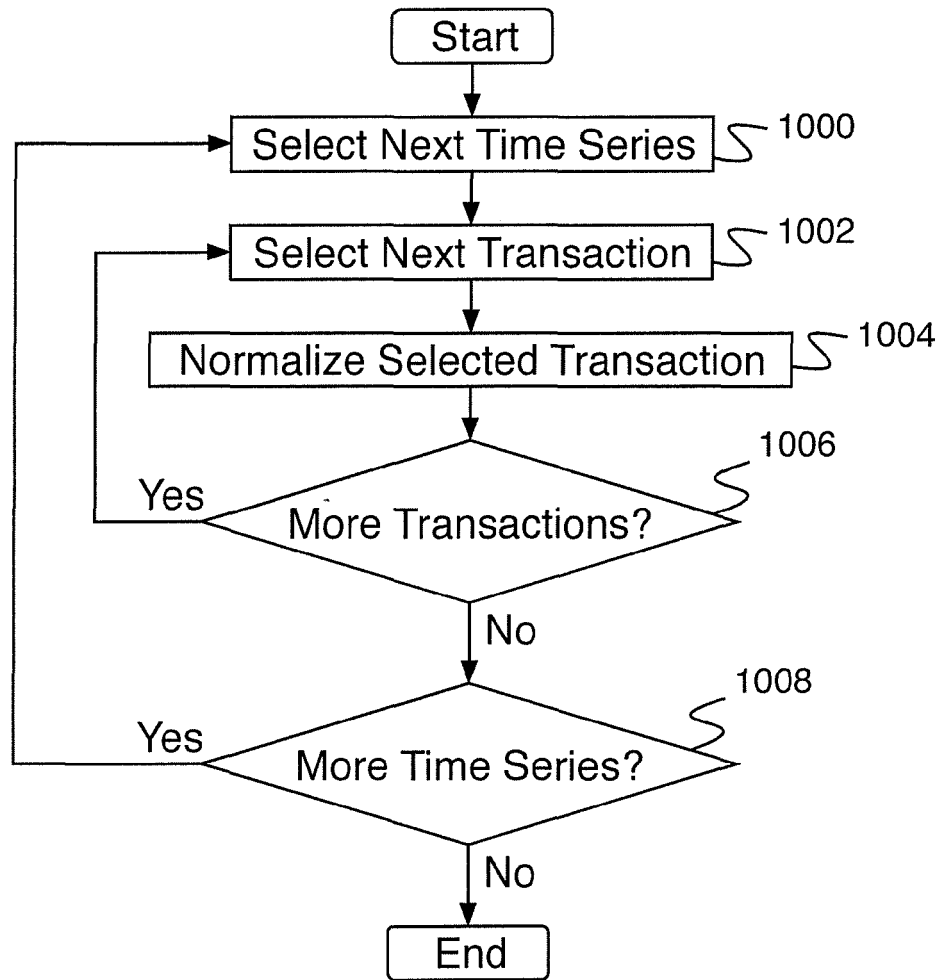 Start
Select Next Time Series
1000
Select Next Transaction
1002
Normalize Selected Transaction
1004
1006
Yes
More Transactions?
No
1008
Yes
More Time Series?
No
End